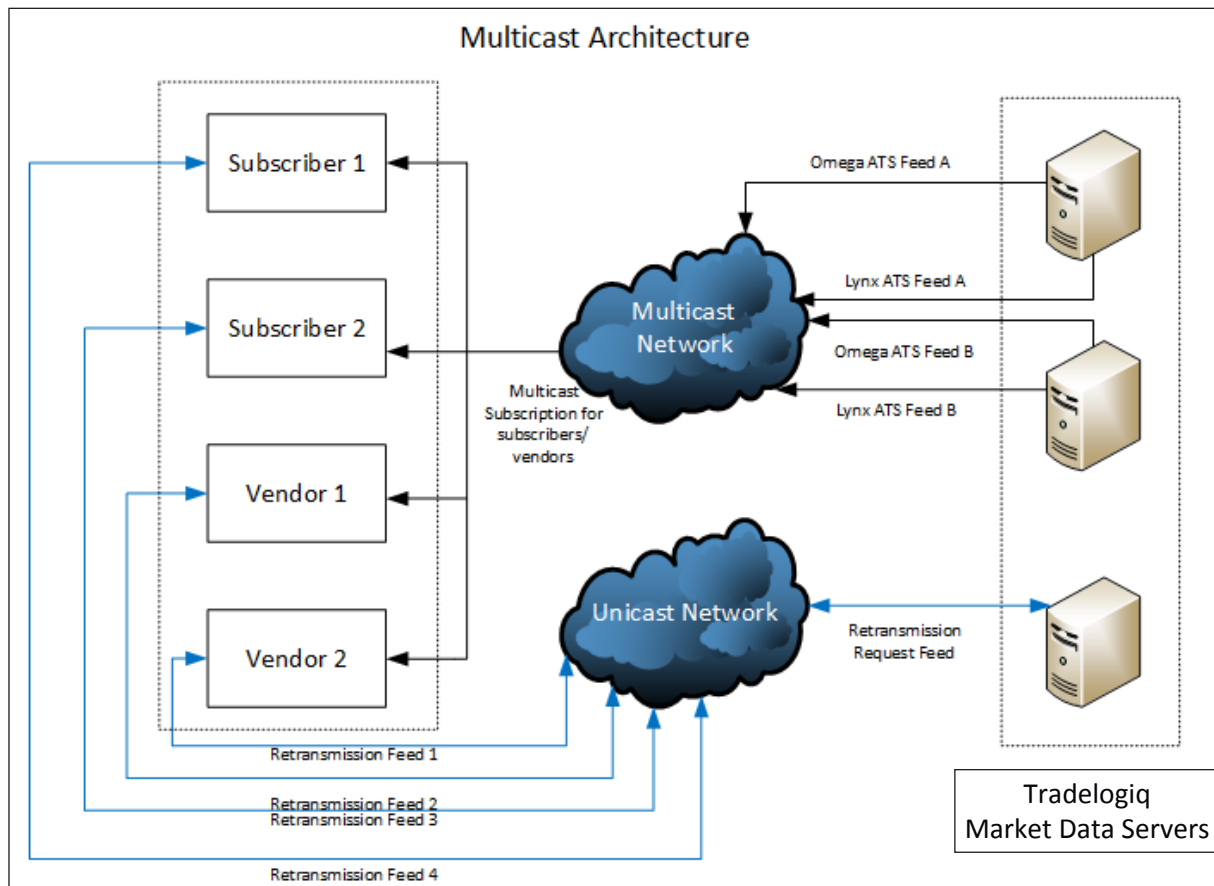 Multicast Architecture
Subscriber 1
Subscriber 2
Vendor 1
Vendor 2
Multicast
Subscription for
subscribers/
vendors
Multicast
Network
Omega ATS Feed A
Lynx ATS Feed A
Omega ATS Feed B
Lynx ATS Feed B
Unicast Network
Retransmission
Request Feed
Retransmission Feed 1
Retransmission Feed 2
Retransmission Feed 3
Retransmission Feed 4
Tradelogiq
Market Data Servers